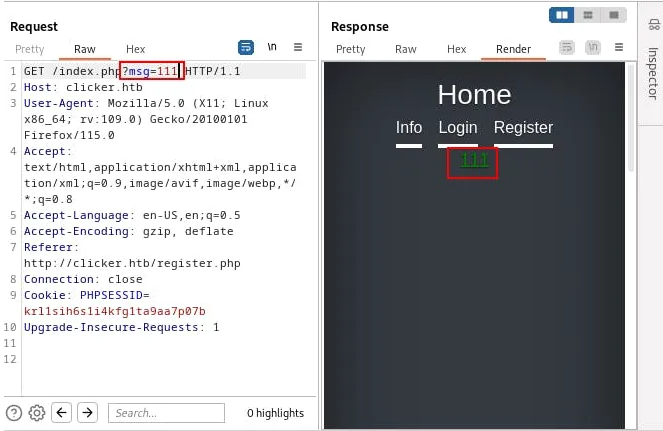 Request
Pretty Raw Hex
\n
1 GET /index.php?msg=111 HTTP/1.1
2 Host: clicker.htb
3 User-Agent: Mozilla/5.0 (X11; Linux
x86_64; rv:109.0) Gecko/20100101
Firefox/115.0
4 Accept:
text/html,application/xhtml+xml,applica
tion/xml;q=0.9,image/avif,image/webp,*/
*;q=0.8
5 Accept-Language: en-US,en;q=0.5
6 Accept-Encoding: gzip, deflate
7 Referer:
http://clicker.htb/register.php
8 Connection: close
9 Cookie: PHPSESSID=
krl1sih6s1i4kfg1ta9aa7p07b
10 Upgrade-Insecure-Requests: 1
11
12
Search...
0 highlights
Response
Pretty Raw Hex Render
\n
Home
Info Login Register
111
Inspector